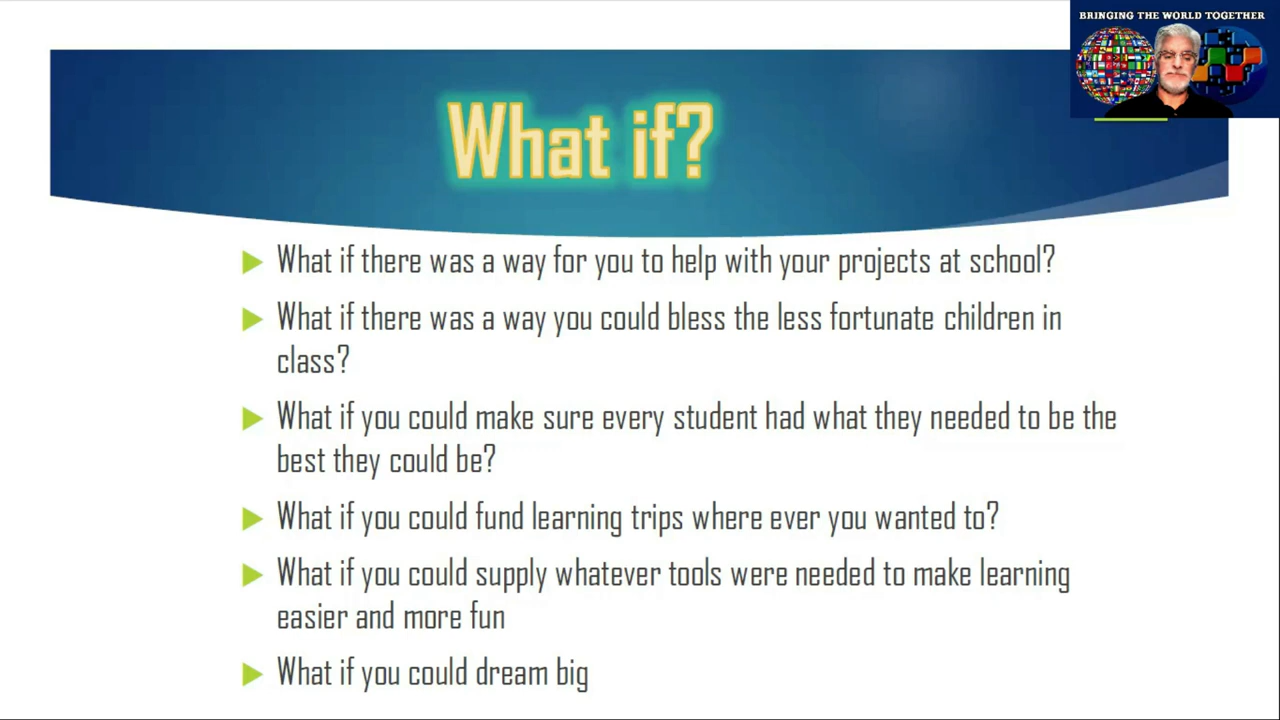 BRINGING THE WORLD TOGETHER
What if?
What if there was a way for you to help with your projects at school?
What if there was a way you could bless the less fortunate children in
class?
What if you could make sure every student had what they needed to be the
best they could be?
What if you could fund learning trips where ever you wanted to?
What if you could supply whatever tools were needed to make learning
easier and more fun
What if you could dream big